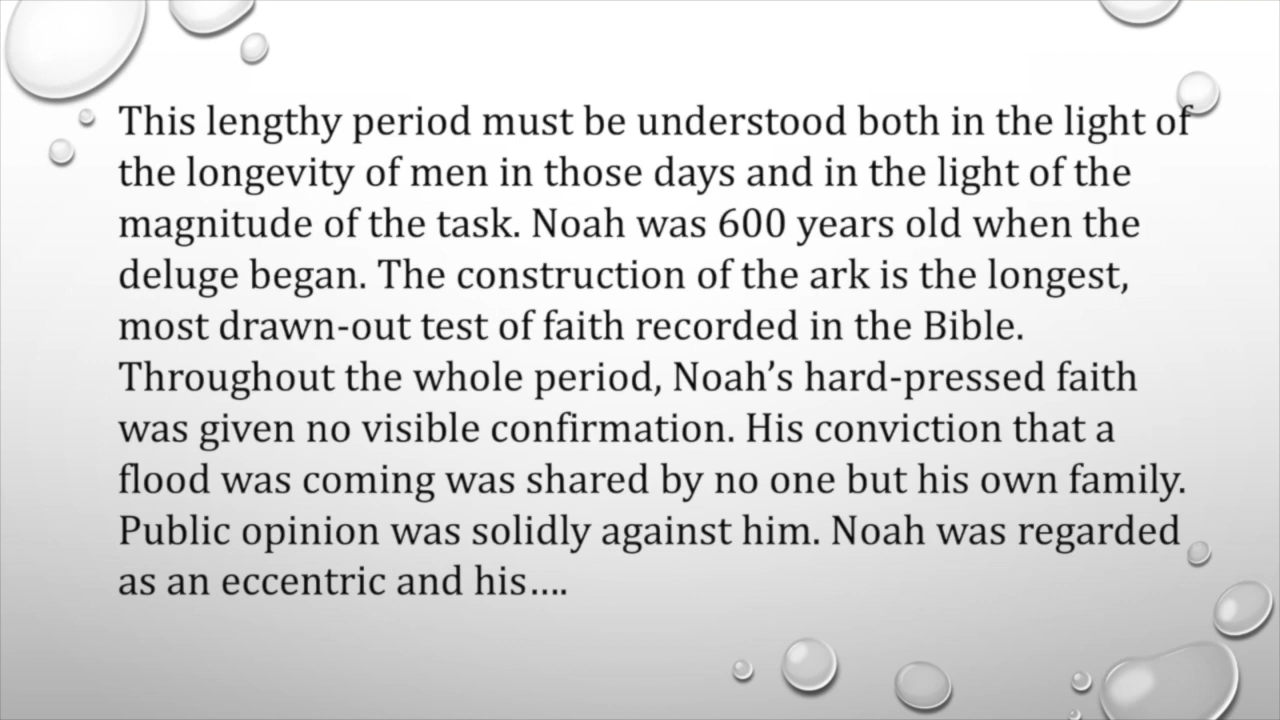 This lengthy period must be understood both in the light of
the longevity of men in those days and in the light of the
magnitude of the task. Noah was 600 years old when the
deluge began. The construction of the ark is the longest,
most drawn-out test of faith recorded in the Bible.
Throughout the whole period, Noah’s hard-pressed faith
was given no visible confirmation. His conviction that a
flood was coming was shared by no one but his own family.
Public opinion was solidly against him. Noah was regarded
as an eccentric and his….